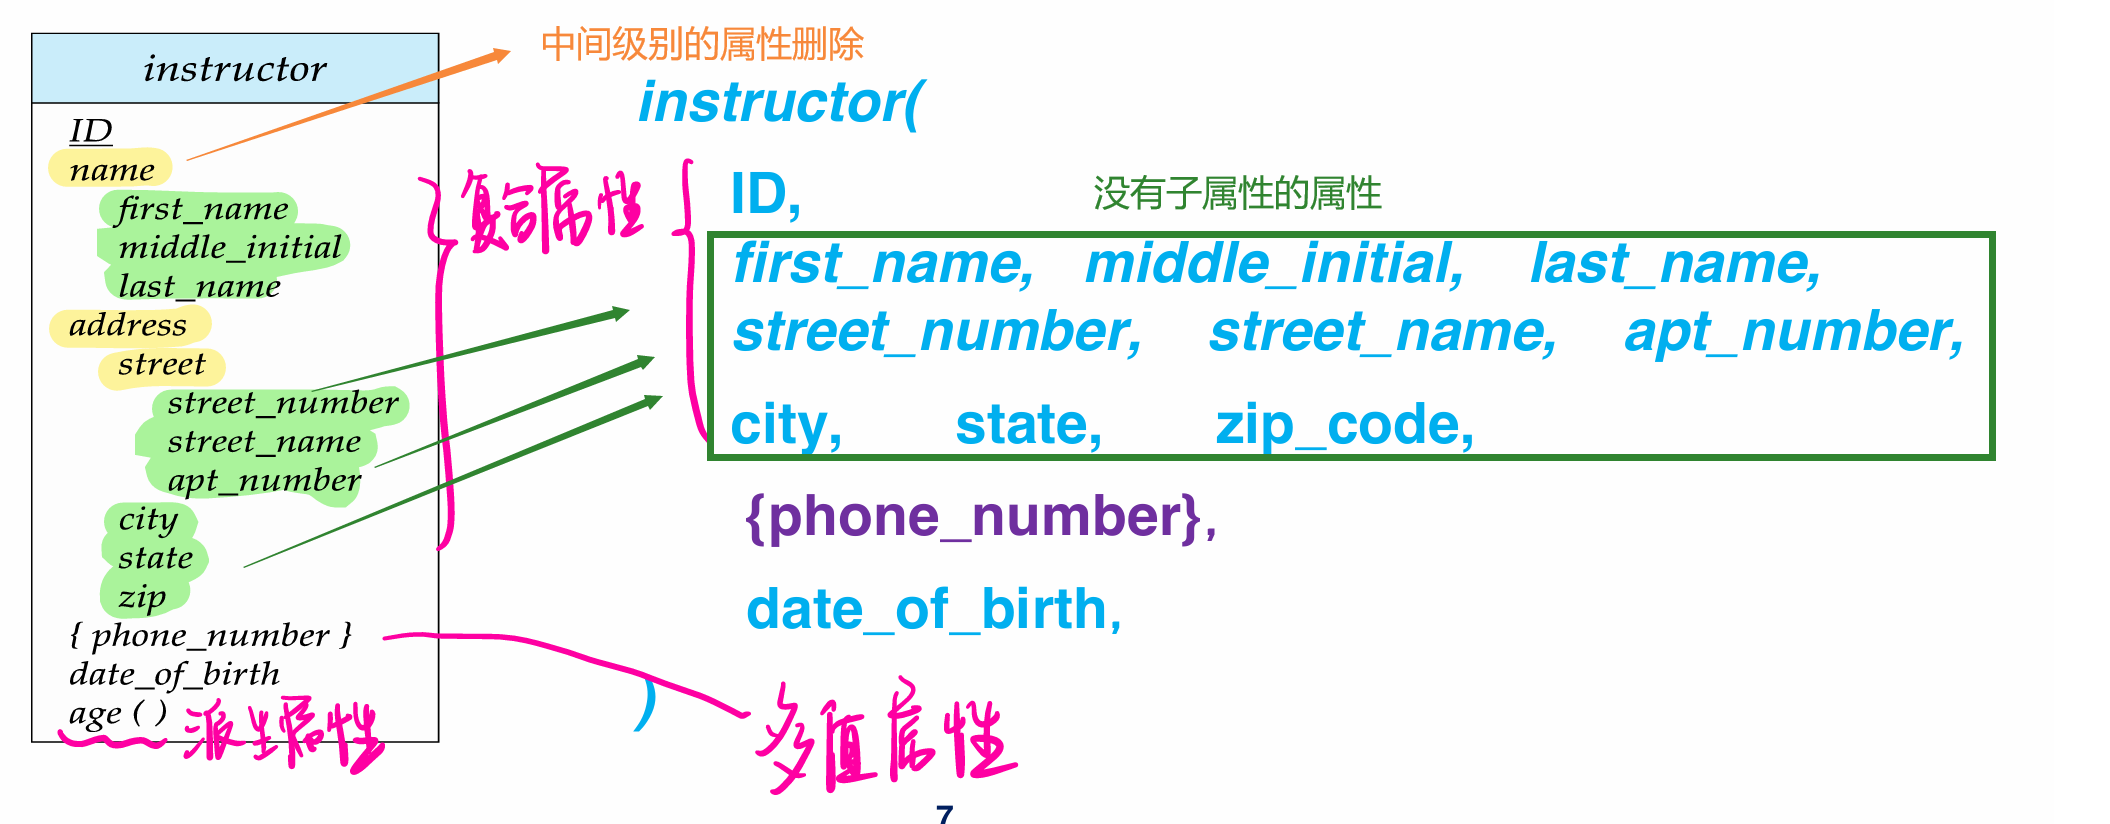 instructor
ID
name
first_name
middle_initial
last_name
address
street
street_number
street_name
apt_number
city
state
zip
{ phone_number }
date_of_birth
age ( )
派生属性
复合属性
中间级别的属性删除
instructor(
ID,
没有子属性的属性
first_name, middle_initial, last_name,
street_number, street_name, apt_number,
city, state, zip_code,
{phone_number},
date_of_birth,
)
多值属性
7